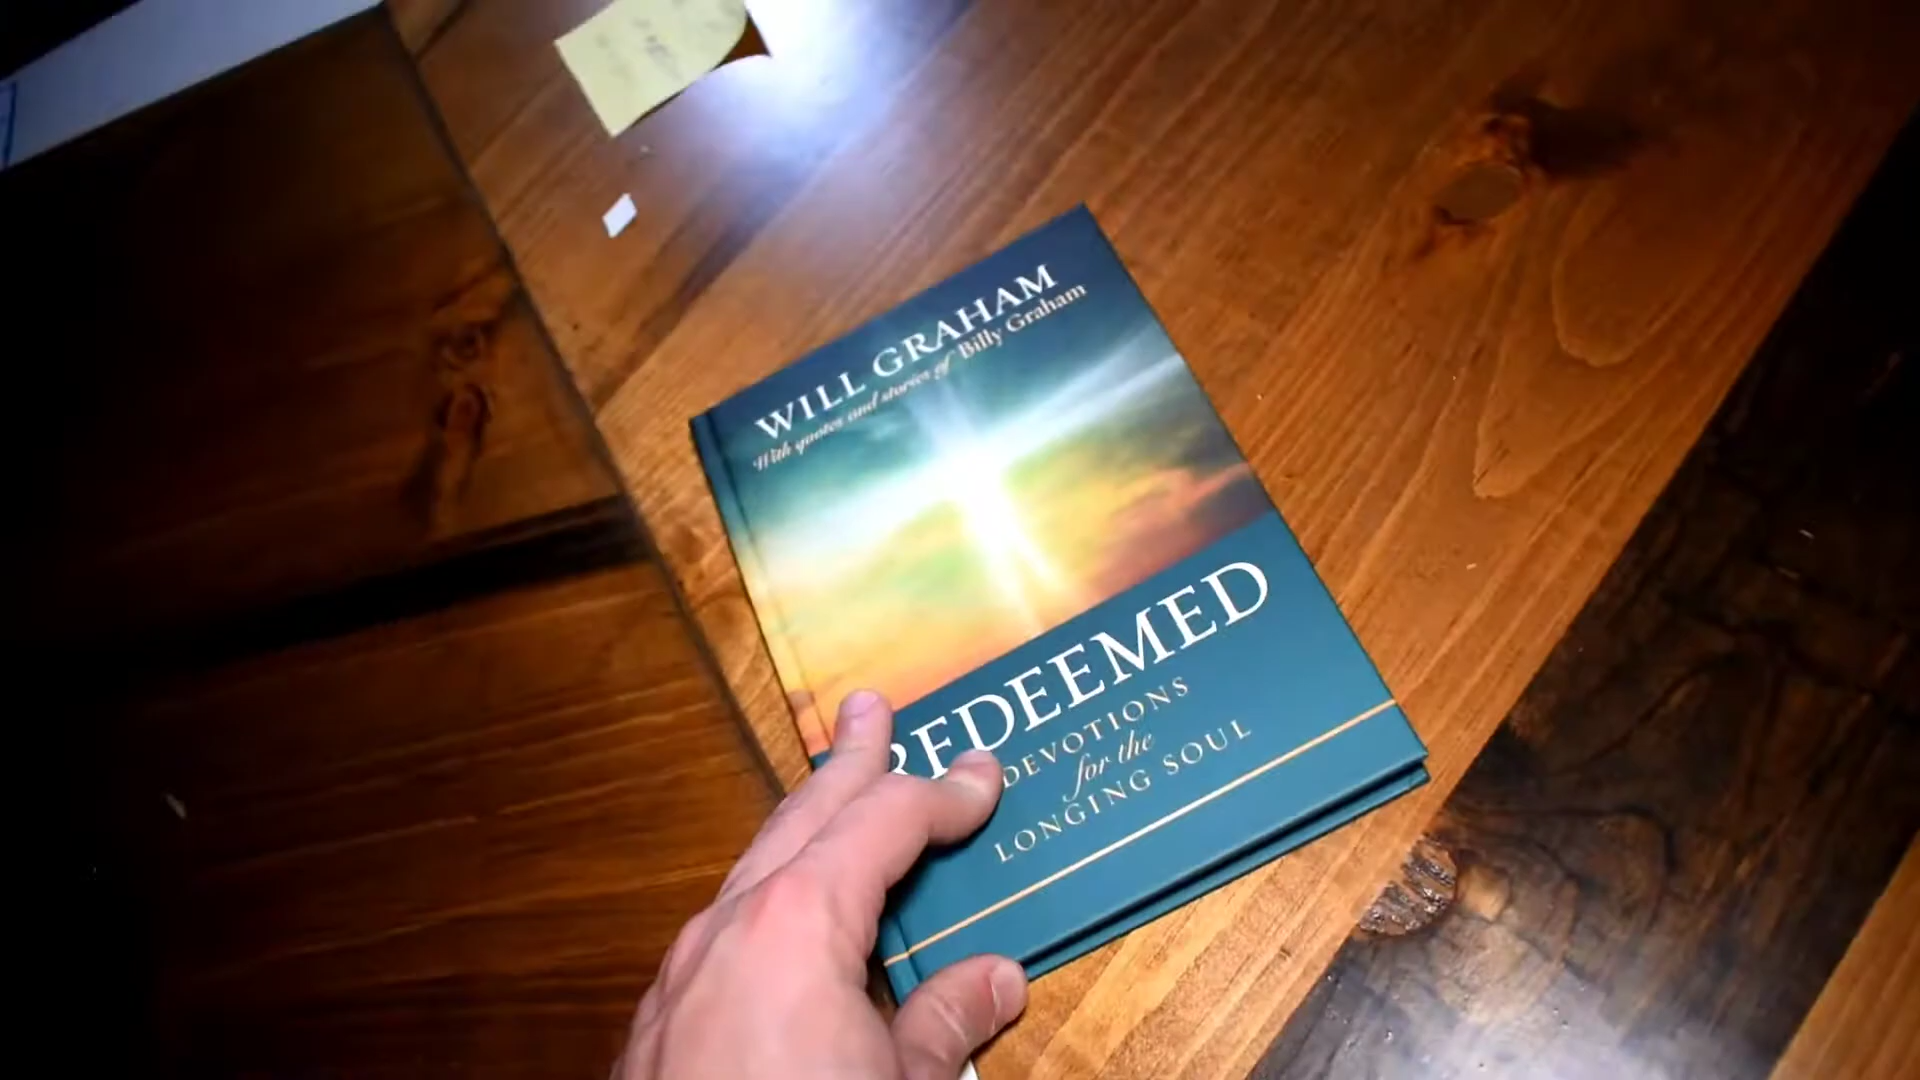 WILL GRAHAM
With quotes and stories of Billy Graham
REDEEMED
DEVOTIONS
for the
LONGING SOUL